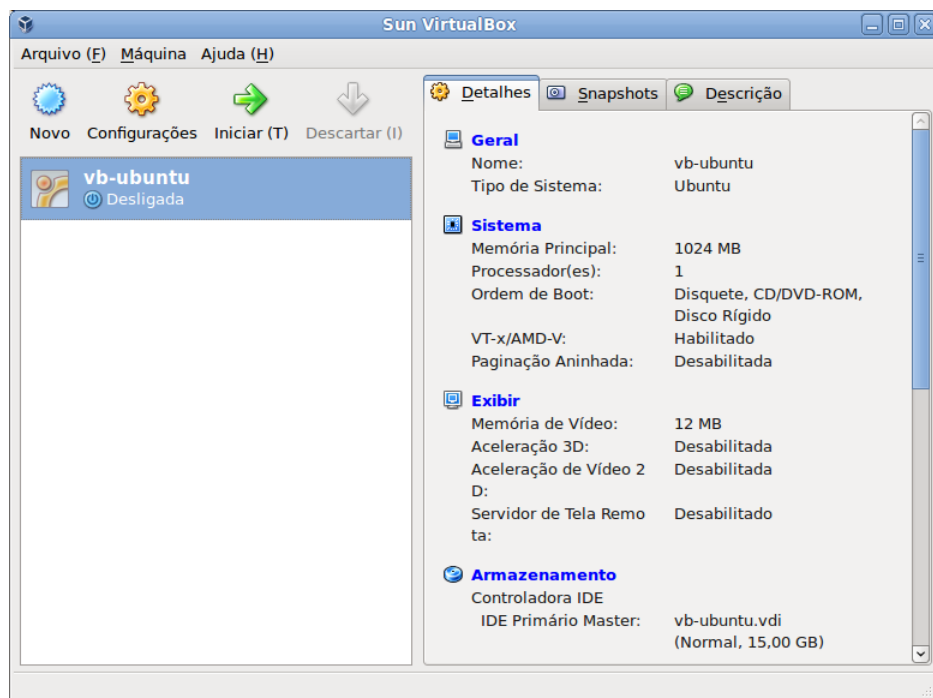 Sun VirtualBox
Arquivo (F) Máquina Ajuda (H)
Novo Configurações Iniciar (T) Descartar (I)
vb-ubuntu
Desligada
Detalhes Snapshots Descrição
Geral
Nome: vb-ubuntu
Tipo de Sistema: Ubuntu
Sistema
Memória Principal: 1024 MB
Processador(es): 1
Ordem de Boot: Disquete, CD/DVD-ROM,
Disco Rígido
VT-x/AMD-V: Habilitado
Paginação Aninhada: Desabilitada
Exibir
Memória de Vídeo: 12 MB
Aceleração 3D: Desabilitada
Aceleração de Vídeo 2 Desabilitada
D:
Servidor de Tela Remo Desabilitado
ta:
Armazenamento
Controladora IDE
IDE Primário Master: vb-ubuntu.vdi
(Normal, 15,00 GB)